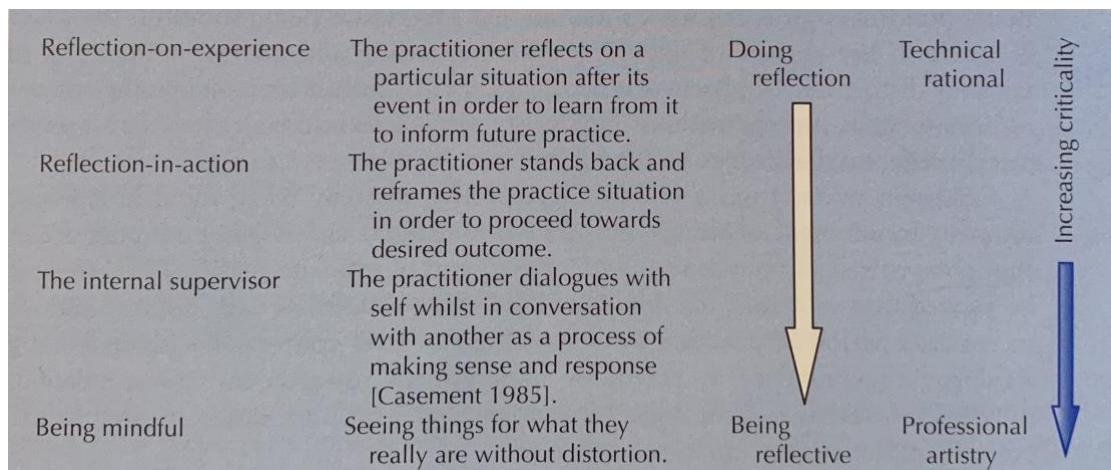 Reflection-on-experience The practitioner reflects on a Doing Technical
particular situation after its reflection rational
event in order to learn from it
to inform future practice.
Reflection-in-action The practitioner stands back and
reframes the practice situation
in order to proceed towards
desired outcome.
The internal supervisor The practitioner dialogues with
self whilst in conversation
with another as a process of
making sense and response
[Casement 1985].
Being mindful Seeing things for what they Being Professional
really are without distortion. reflective artistry
Increasing criticality